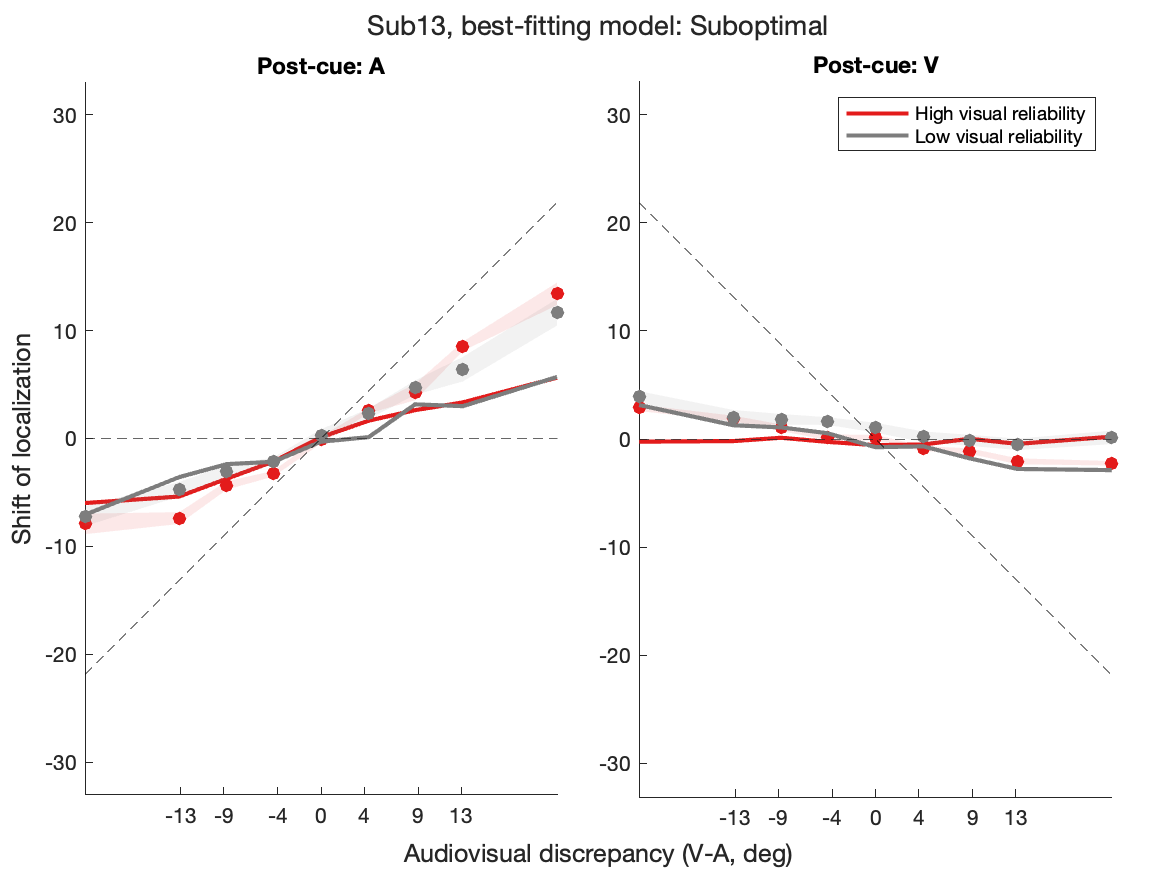 Sub13, best-fitting model: Suboptimal
Post-cue: A
Post-cue: V
High visual reliability
Low visual reliability
Shift of localization
30
20
10
0
-10
-20
-30
30
20
10
0
-10
-20
-30
-13 -9 -4 0 4 9 13
-13 -9 -4 0 4 9 13
Audiovisual discrepancy (V-A, deg)